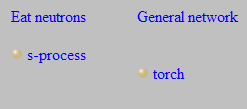 Eat neutrons
General network
s-process
torch